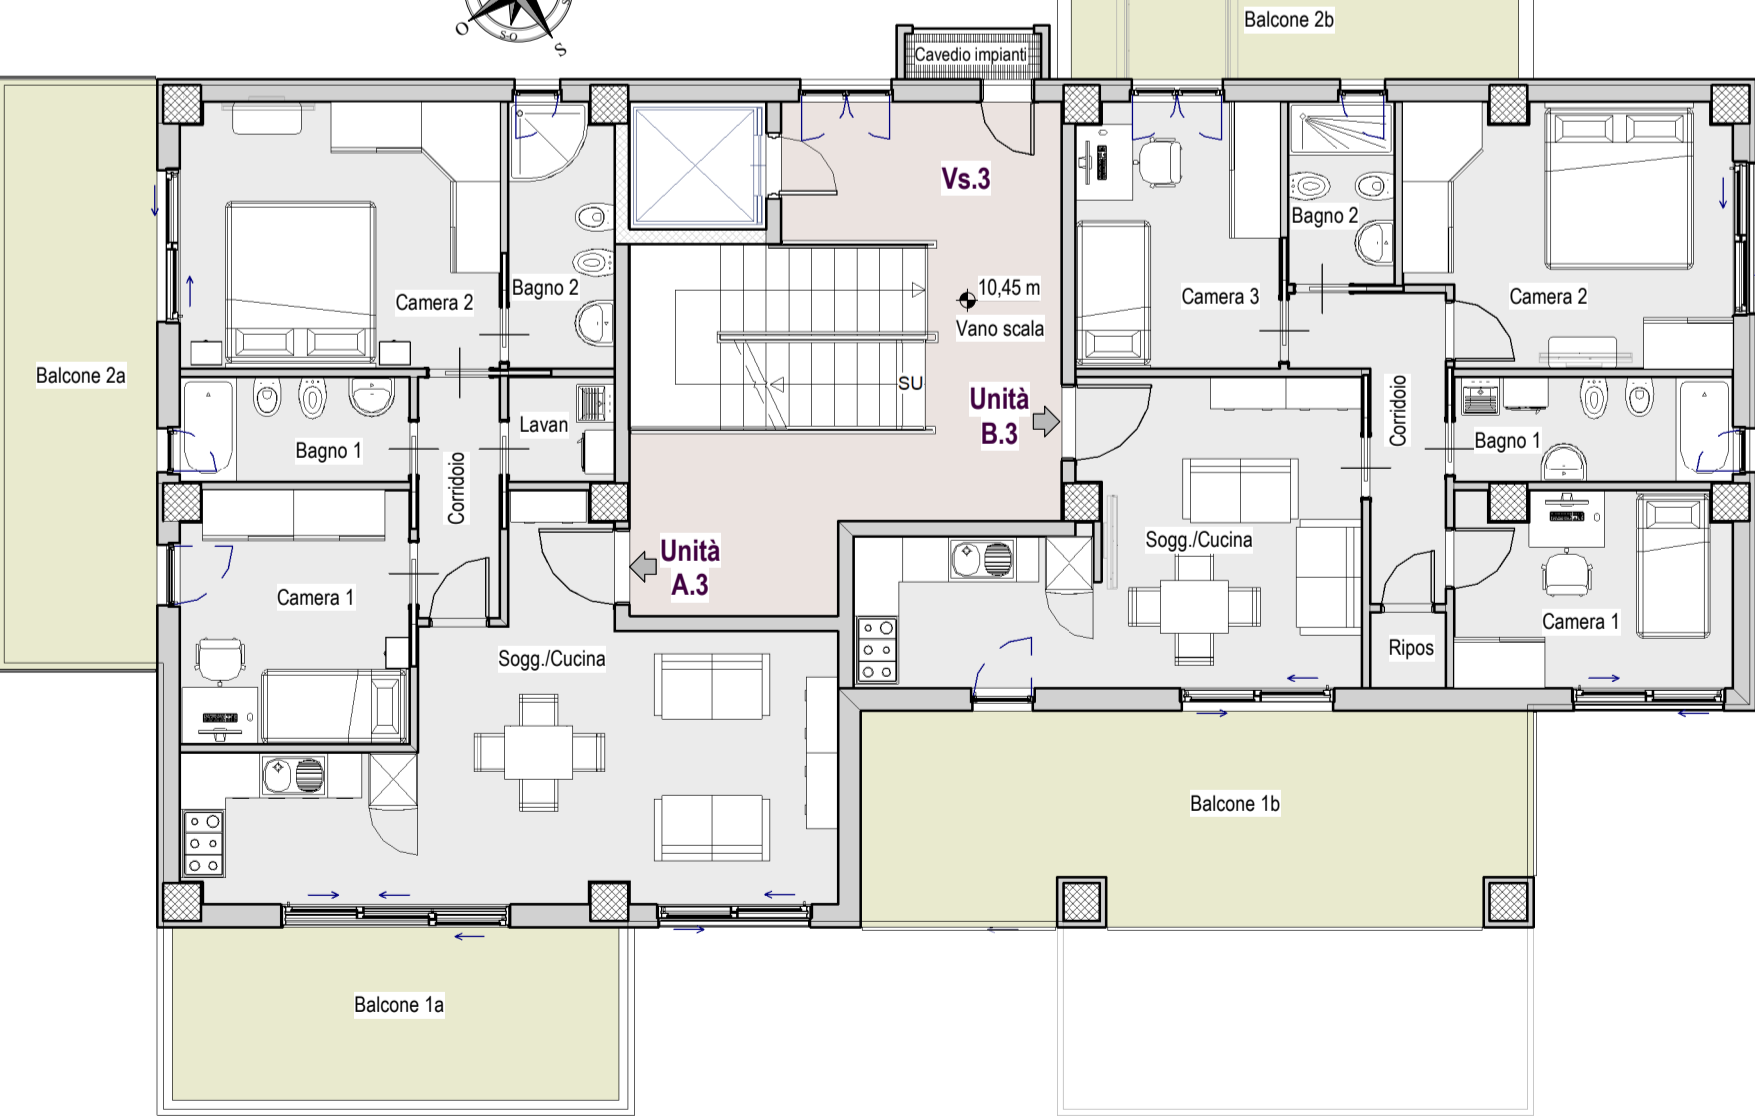 Balcone 2b
O
SO
S
Cavedio impianti
Vs.3
Bagno 2
Camera 2
Bagno 2
10,45 m
Vano scala
Camera 3
Camera 2
Balcone 2a
SU
Unità
B.3
Corridoio
Lavan
Bagno 1
Bagno 1
Corridoio
Unità
A.3
Sogg./Cucina
Camera 1
Camera 1
Ripos
Sogg./Cucina
Balcone 1b
Balcone 1a